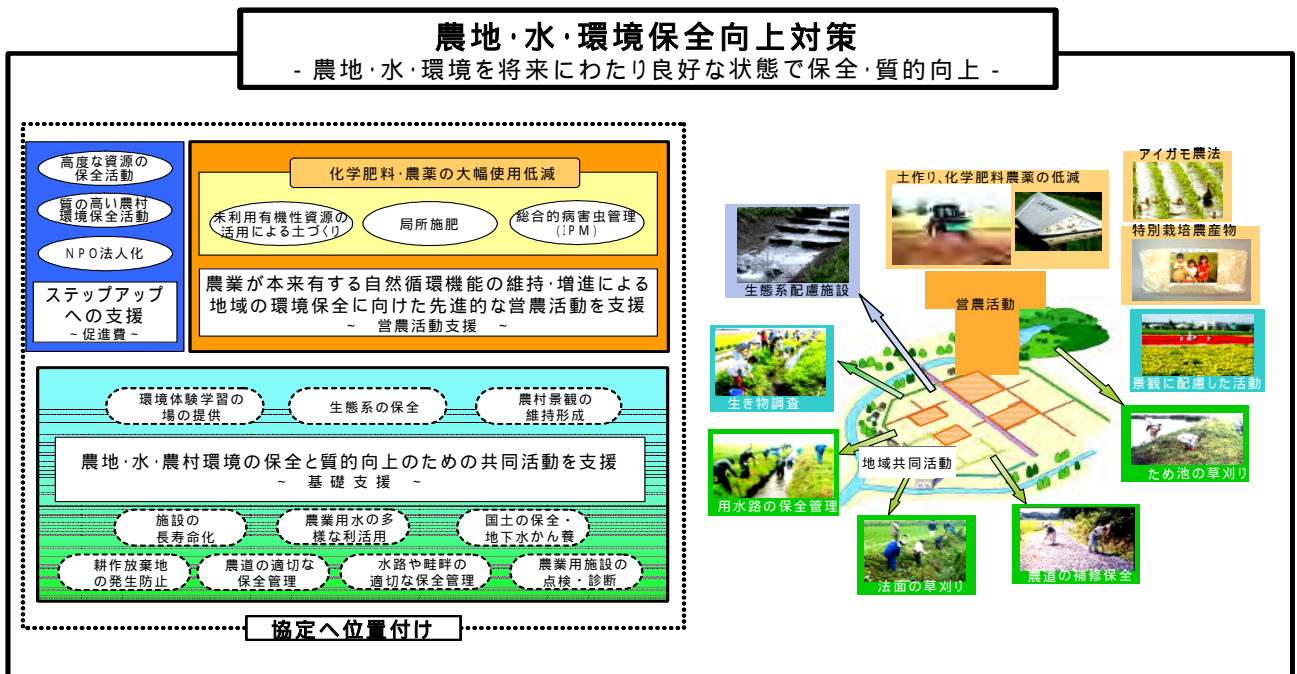 農地・水・環境保全向上対策
- 農地・水・環境を将来にわたり良好な状態で保全・質的向上 -
高度な資源の
保全活動
質の高い農村
環境保全活動
NPO法人化
ステップアップ
への支援
~促進費~
化学肥料・農薬の大幅使用低減
未利用有機性資源の
活用による土づくり
局所施肥
総合的病害虫管理
(IPM)
農業が本来有する自然循環機能の維持・増進による
地域の環境保全に向けた先進的な営農活動を支援
~ 営農活動支援 ~
環境体験学習の
場の提供
生態系の保全
農村景観の
維持形成
農地・水・農村環境の保全と質的向上のための共同活動を支援
~ 基礎支援 ~
施設の
長寿命化
農業用水の多
様な利活用
国土の保全・
地下水かん養
耕作放棄地
の発生防止
農道の適切な
保全管理
水路や畦畔の
適切な保全管理
農業用施設の
点検・診断
協定へ位置付け
アイガモ農法
土作り、化学肥料農薬の低減
特別栽培農産物
生態系配慮施設
営農活動
景観に配慮した活動
生き物調査
地域共同活動
ため池の草刈り
用水路の保全管理
農道の補修保全
法面の草刈り